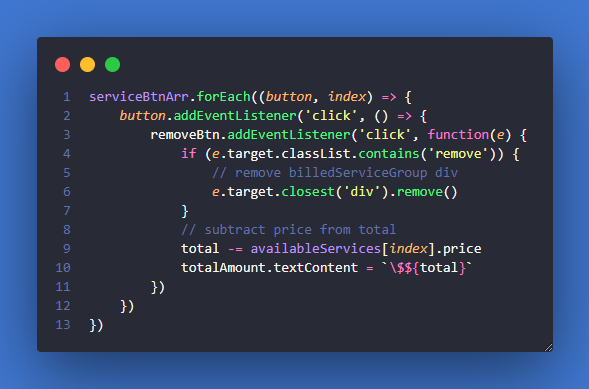 1 serviceBtnArr.forEach((button, index) => {
2     button.addEventListener('click', () => {
3         removeBtn.addEventListener('click', function(e) {
4             if (e.target.classList.contains('remove')) {
5                 // remove billedServiceGroup div
6                 e.target.closest('div').remove()
7             }
8             // subtract price from total
9             total -= availableServices[index].price
10             totalAmount.textContent = `\$${total}`
11         })
12     })
13 })